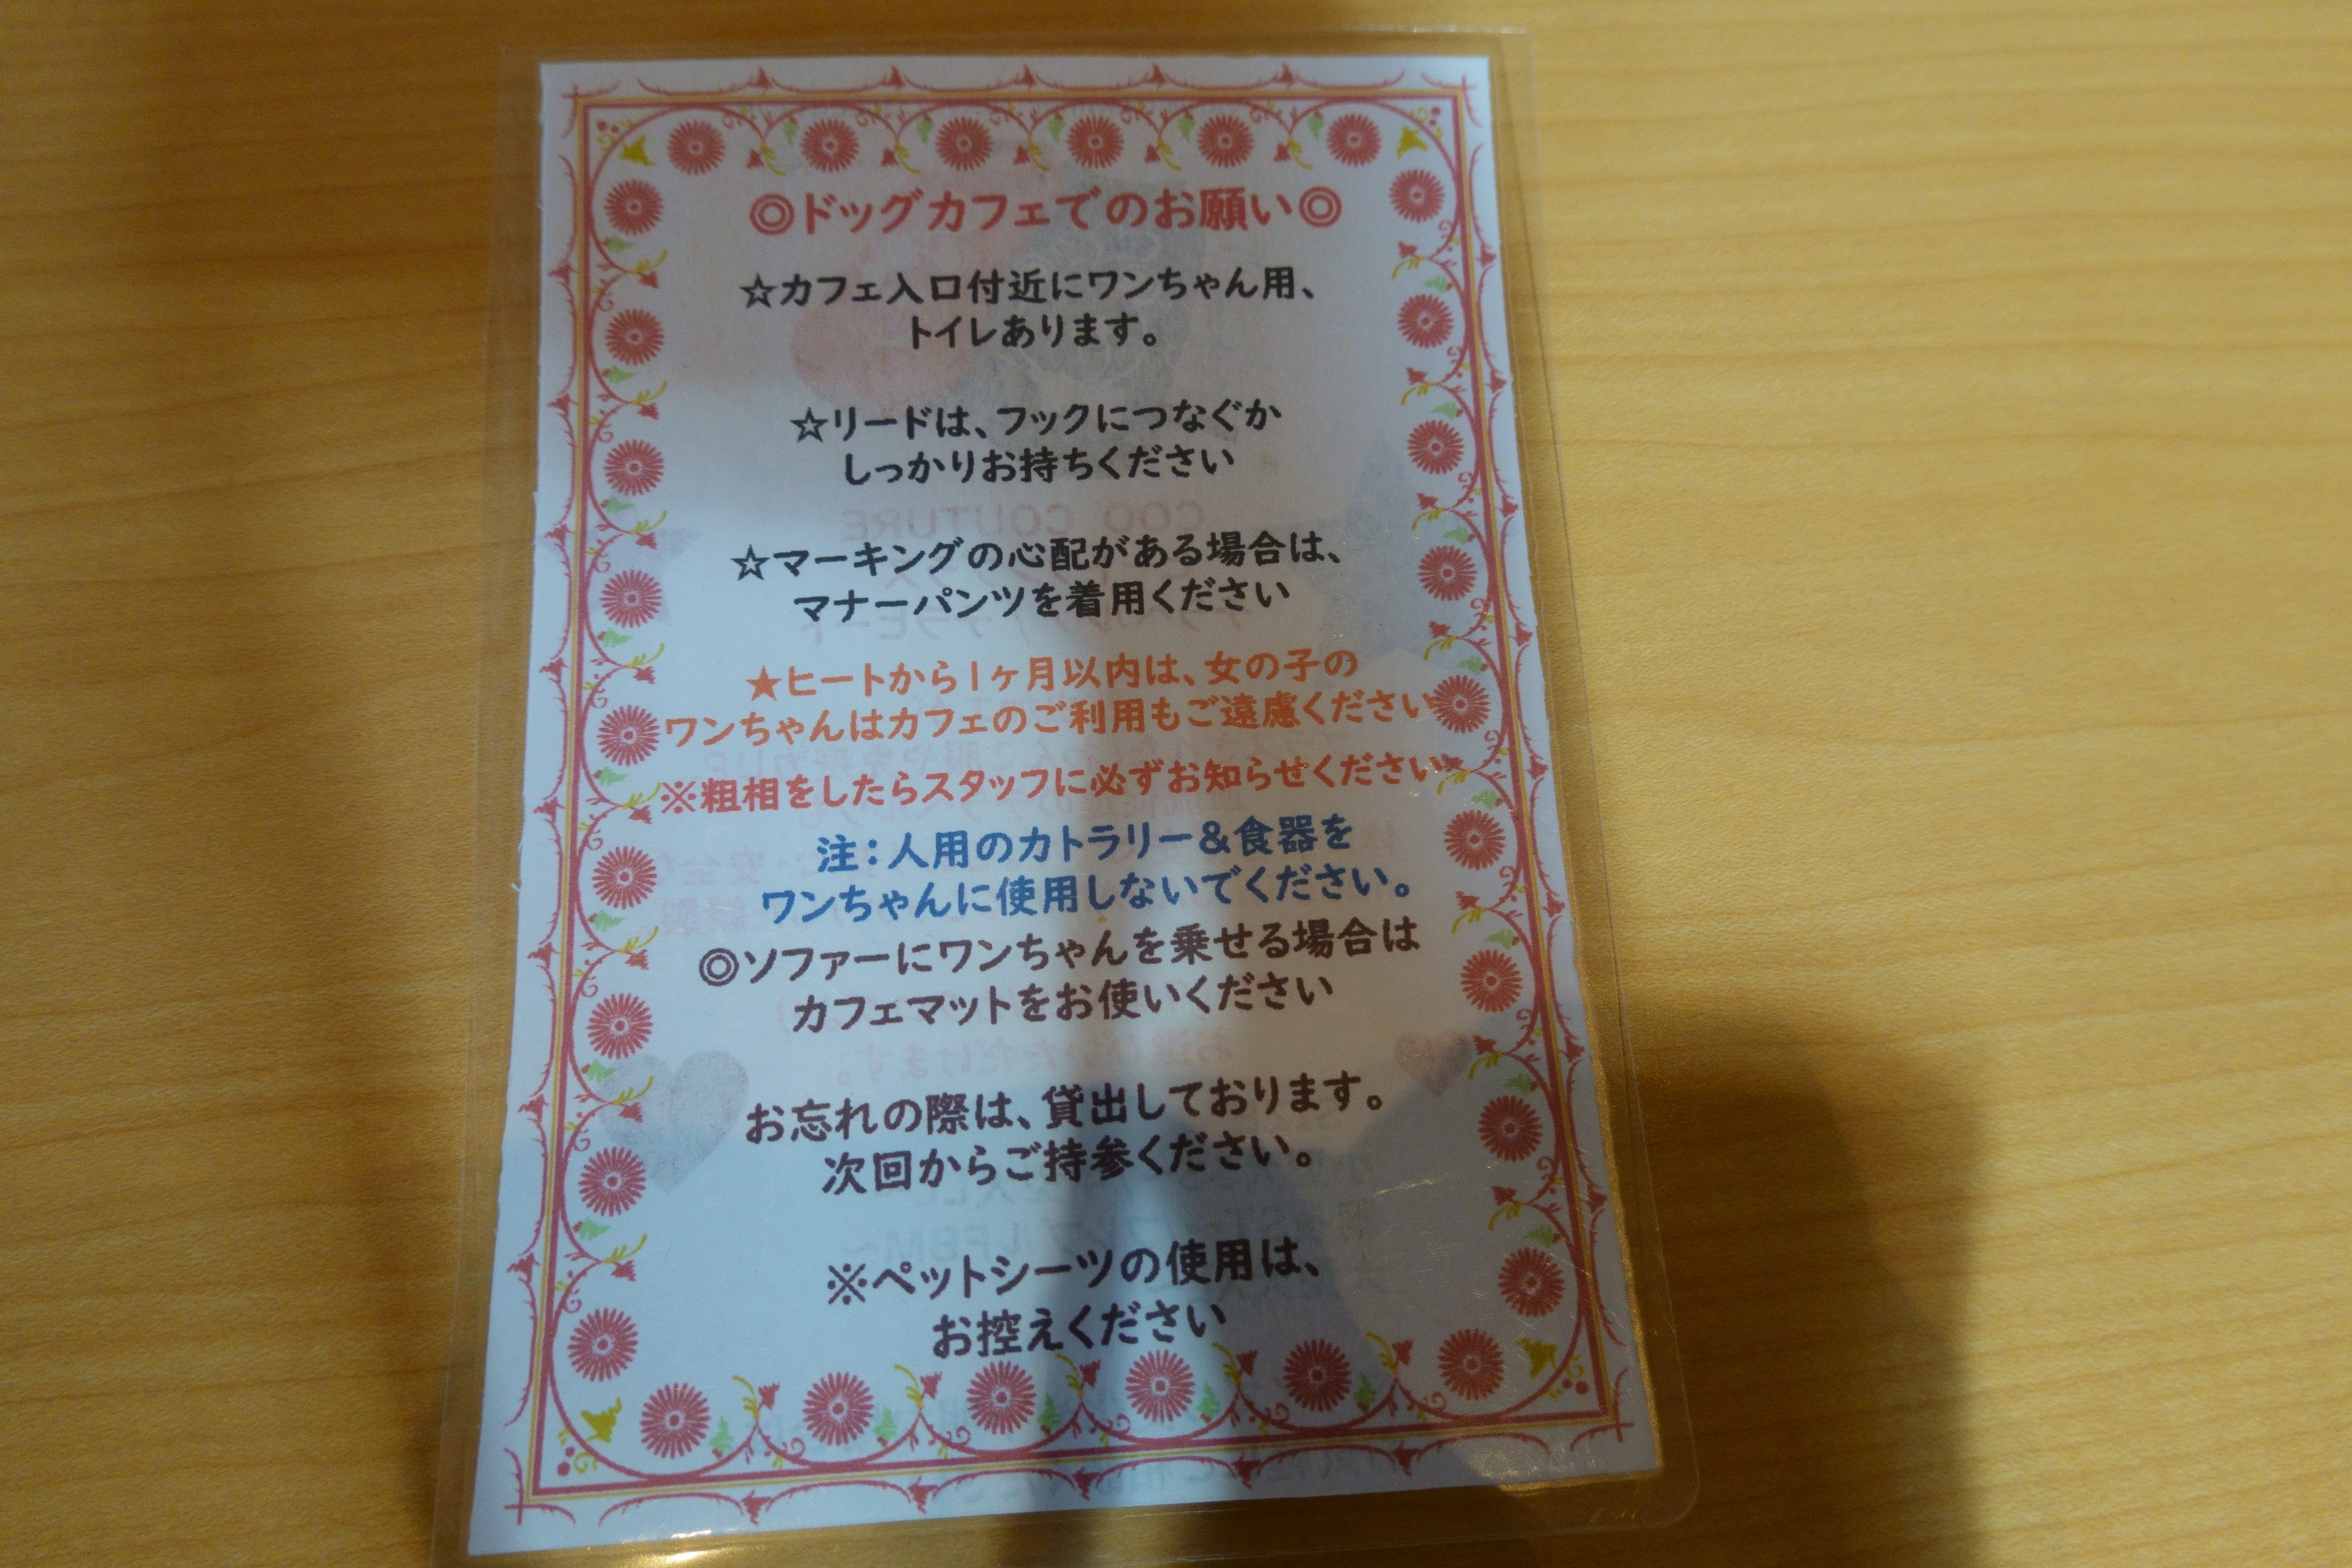 ◎ドッグカフェでのお願い◎
☆カフェ入口付近にワンちゃん用、
トイレあります。
☆リードは、フックにつなぐか
しっかりお持ちください
☆マーキングの心配がある場合は、
マナーパンツを着用ください
★ヒートから1ヶ月以内は、女の子の
ワンちゃんはカフェのご利用もご遠慮ください
※粗相をしたらスタッフに必ずお知らせください
注：人用のカトラリー＆食器を
ワンちゃんに使用しないでください。
◎ソファーにワンちゃんを乗せる場合は
カフェマットをお使いください
お忘れの際は、貸出しております。
次回からご持参ください。
※ペットシーツの使用は、
お控えください
COO COUTURE